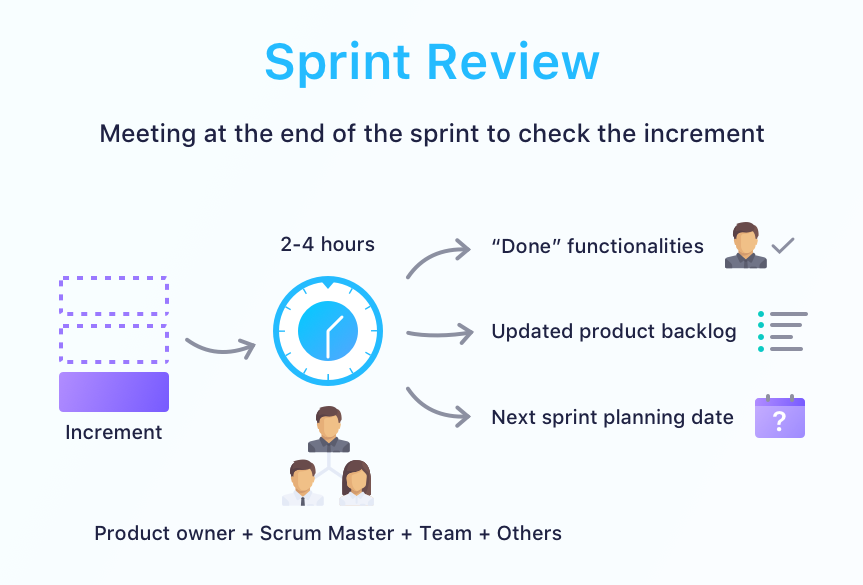 Sprint Review
Meeting at the end of the sprint to check the increment
2-4 hours
Increment
“Done” functionalities
Updated product backlog
Next sprint planning date
?
Product owner + Scrum Master + Team + Others